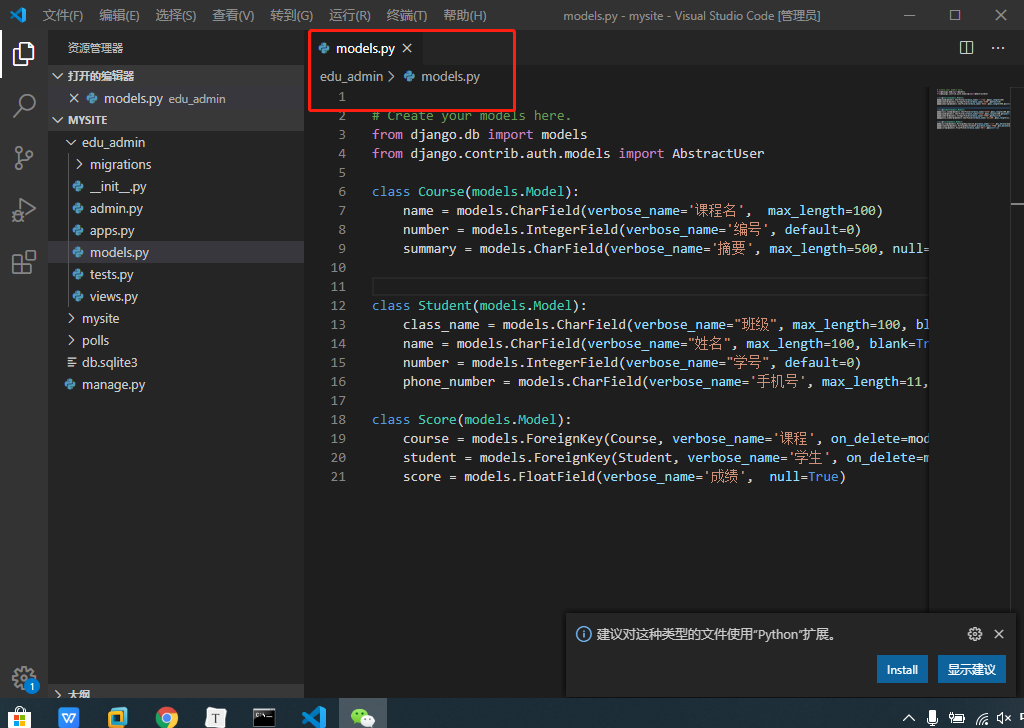 文件(F) 编辑(E) 选择(S) 查看(V) 转到(G) 运行(R) 终端(T) 帮助(H) models.py - mysite - Visual Studio Code [管理员]
资源管理器
打开的编辑器
models.py edu_admin
MYSITE
edu_admin
migrations
__init__.py
admin.py
apps.py
models.py
tests.py
views.py
mysite
polls
db.sqlite3
manage.py
大纲
models.py
edu_admin > models.py
1
2 # Create your models here.
3 from django.db import models
4 from django.contrib.auth.models import AbstractUser
5
6 class Course(models.Model):
7 name = models.CharField(verbose_name='课程名', max_length=100)
8 number = models.IntegerField(verbose_name='编号', default=0)
9 summary = models.CharField(verbose_name='摘要', max_length=500, null=
10
11
12 class Student(models.Model):
13 class_name = models.CharField(verbose_name="班级", max_length=100, bl
14 name = models.CharField(verbose_name="姓名", max_length=100, blank=Tr
15 number = models.IntegerField(verbose_name="学号", default=0)
16 phone_number = models.CharField(verbose_name='手机号', max_length=11,
17
18 class Score(models.Model):
19 course = models.ForeignKey(Course, verbose_name='课程', on_delete=mod
20 student = models.ForeignKey(Student, verbose_name='学生', on_delete=m
21 score = models.FloatField(verbose_name='成绩', null=True)
建议对这种类型的文件使用"Python"扩展。
Install 显示建议
1
W T